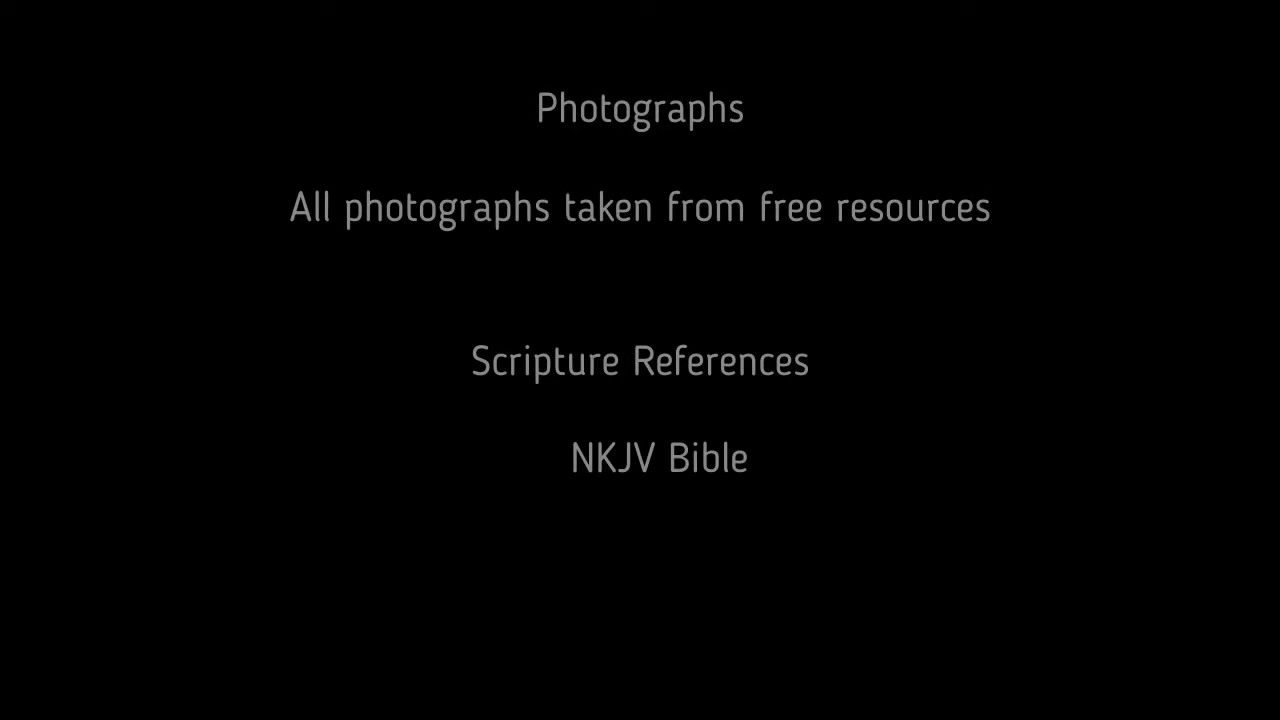 Photographs
All photographs taken from free resources
Scripture References
NKJV Bible